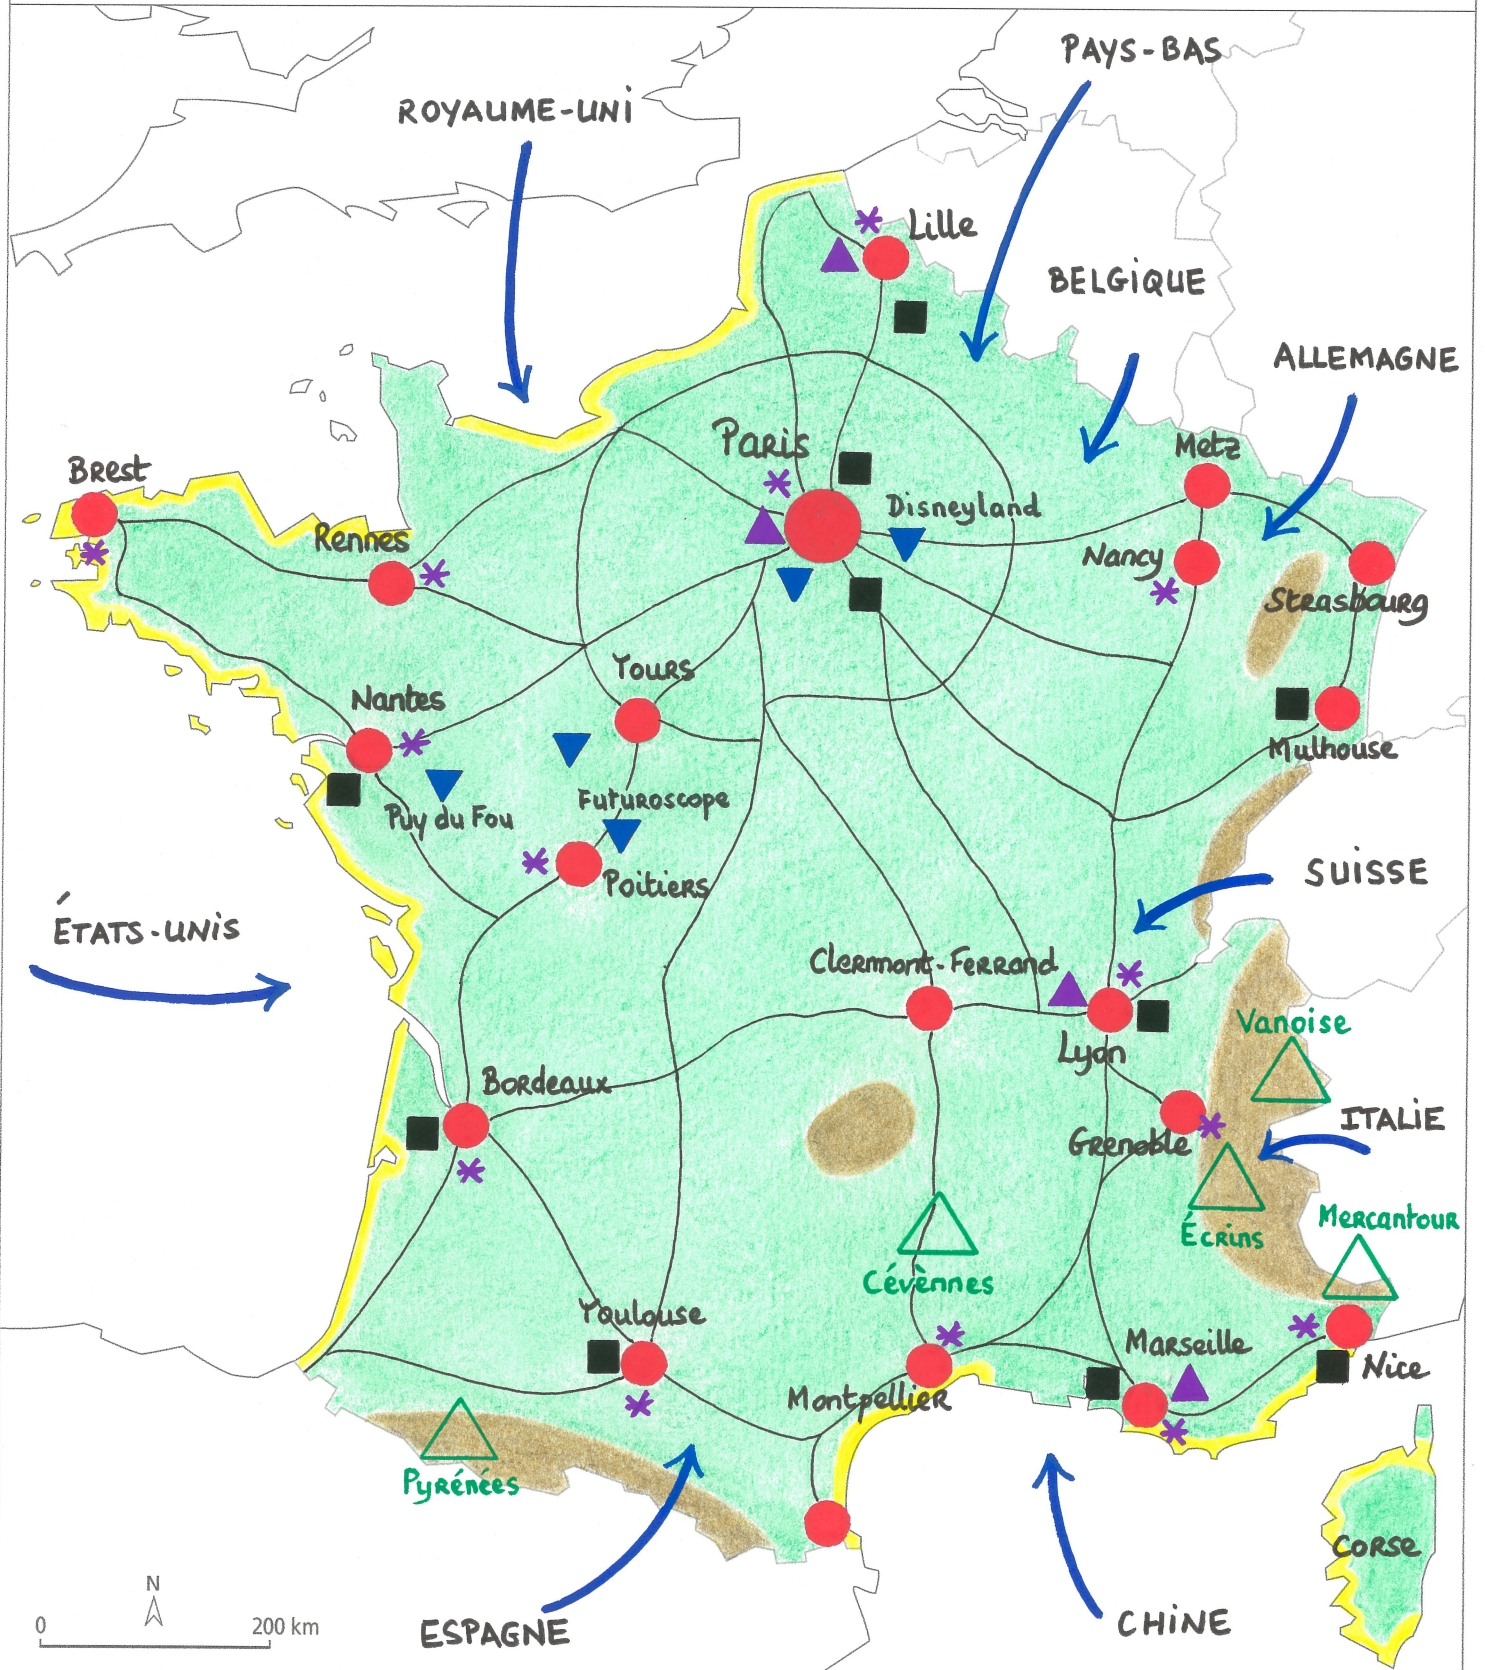 PAYS-BAS
ROYAUME-UNI
Lille
BELGIQUE
ALLEMAGNE
Paris
Metz
Brest
Disneyland
Rennes
Nancy
Strasbourg
Tours
Nantes
Mulhouse
Futuroscope
Puy du Fou
SUISSE
Poitiers
ÉTATS-UNIS
Clermont-Ferrand
Vanoise
Lyon
Bordeaux
ITALIE
Grenoble
Mercantour
Écrins
Cévènnes
Toulouse
Marseille
Nice
Montpellier
Pyrénées
CORSE
N
0 200 km
ESPAGNE
CHINE